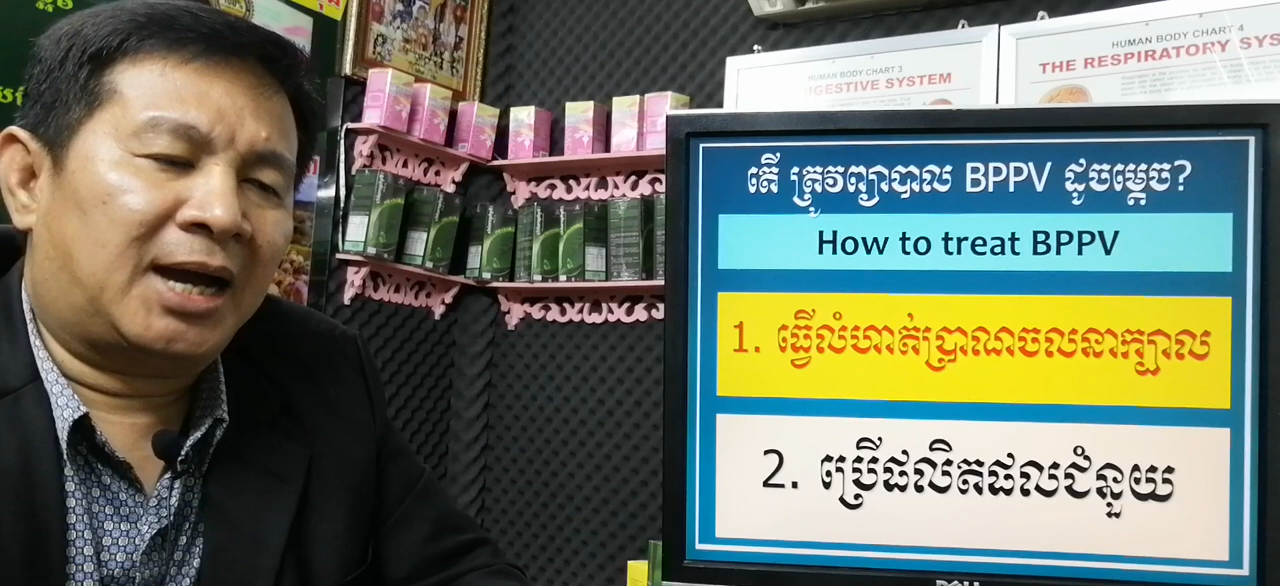 HUMAN BODY CHART 3
DIGESTIVE SYSTEM
HUMAN BODY CHART 4
THE RESPIRATORY SYS
តើ ត្រូវព្យាបាល BPPV ដូចម្តេច?
How to treat BPPV
1. ធ្វើលំហាត់ប្រាណចលនាក្បាល
2. ប្រើផលិតផលជំនួយ